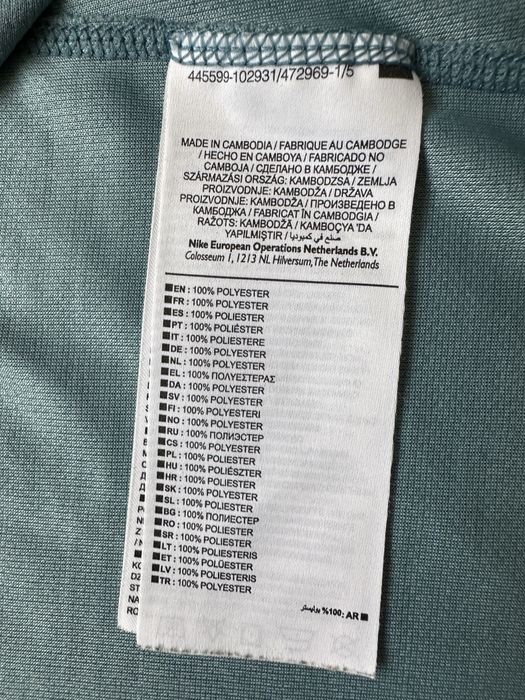 445599-102931/472969-1/5
MADE IN CAMBODIA / FABRIQUE AU CAMBODGE
/ HECHO EN CAMBOYA / FABRICADO NO
CAMBOJA / СДЕЛАНО В КАМБОДЖЕ /
SZÁRMAZÁSI ORSZÁG: KAMBODZSA / ZEMLJA
PROIZVODNJE: KAMBODŽA / DRŽAVA
PROIZVODNJE: KAMBODŽA / ПРОИЗВЕДЕНО В
КАМБОДЖА / FABRICAT ÎN CAMBODGIA /
RAŽOTS: KAMBODŽĀ / KAMBOÇYA 'DA
YAPILMIŞTIR / صنع في كمبوديا
Nike European Operations Netherlands B.V.
Colosseum 1, 1213 NL Hilversum, The Netherlands
EN : 100% POLYESTER
FR : 100% POLYESTER
ES : 100% POLIESTER
PT : 100% POLIÉSTER
IT : 100% POLIESTERE
DE : 100% POLYESTER
NL : 100% POLYESTER
EL : 100% ΠΟΛΥΕΣΤΕΡΑΣ
DA : 100% POLYESTER
SV : 100% POLYESTER
FI : 100% POLYESTERI
NO : 100% POLYESTER
RU : 100% ПОЛИЭСТЕР
CS : 100% POLYESTER
PL : 100% POLIESTER
HU : 100% POLIÉSZTER
HR : 100% POLIESTER
SK : 100% POLYESTER
SL : 100% POLIESTER
BG : 100% ПОЛИЕСТЕР
RO : 100% POLIESTER
SR : 100% POLIESTER
LT : 100% POLIESTERIS
ET : 100% POLÜESTER
LV : 100% POLIESTERIS
TR : 100% POLYESTER
AR : 100% بوليستر